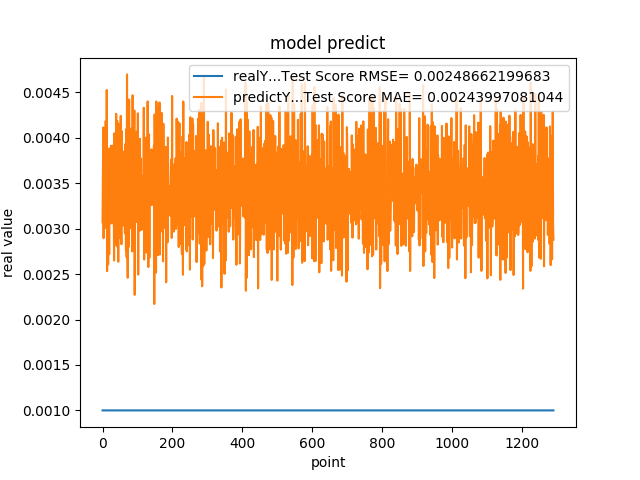 model predict
realY...Test Score RMSE= 0.00248662199683
predictY...Test Score MAE= 0.00243997081044
0.0045
0.0040
0.0035
0.0030
0.0025
0.0020
0.0015
0.0010
real value
0 200 400 600 800 1000 1200
point